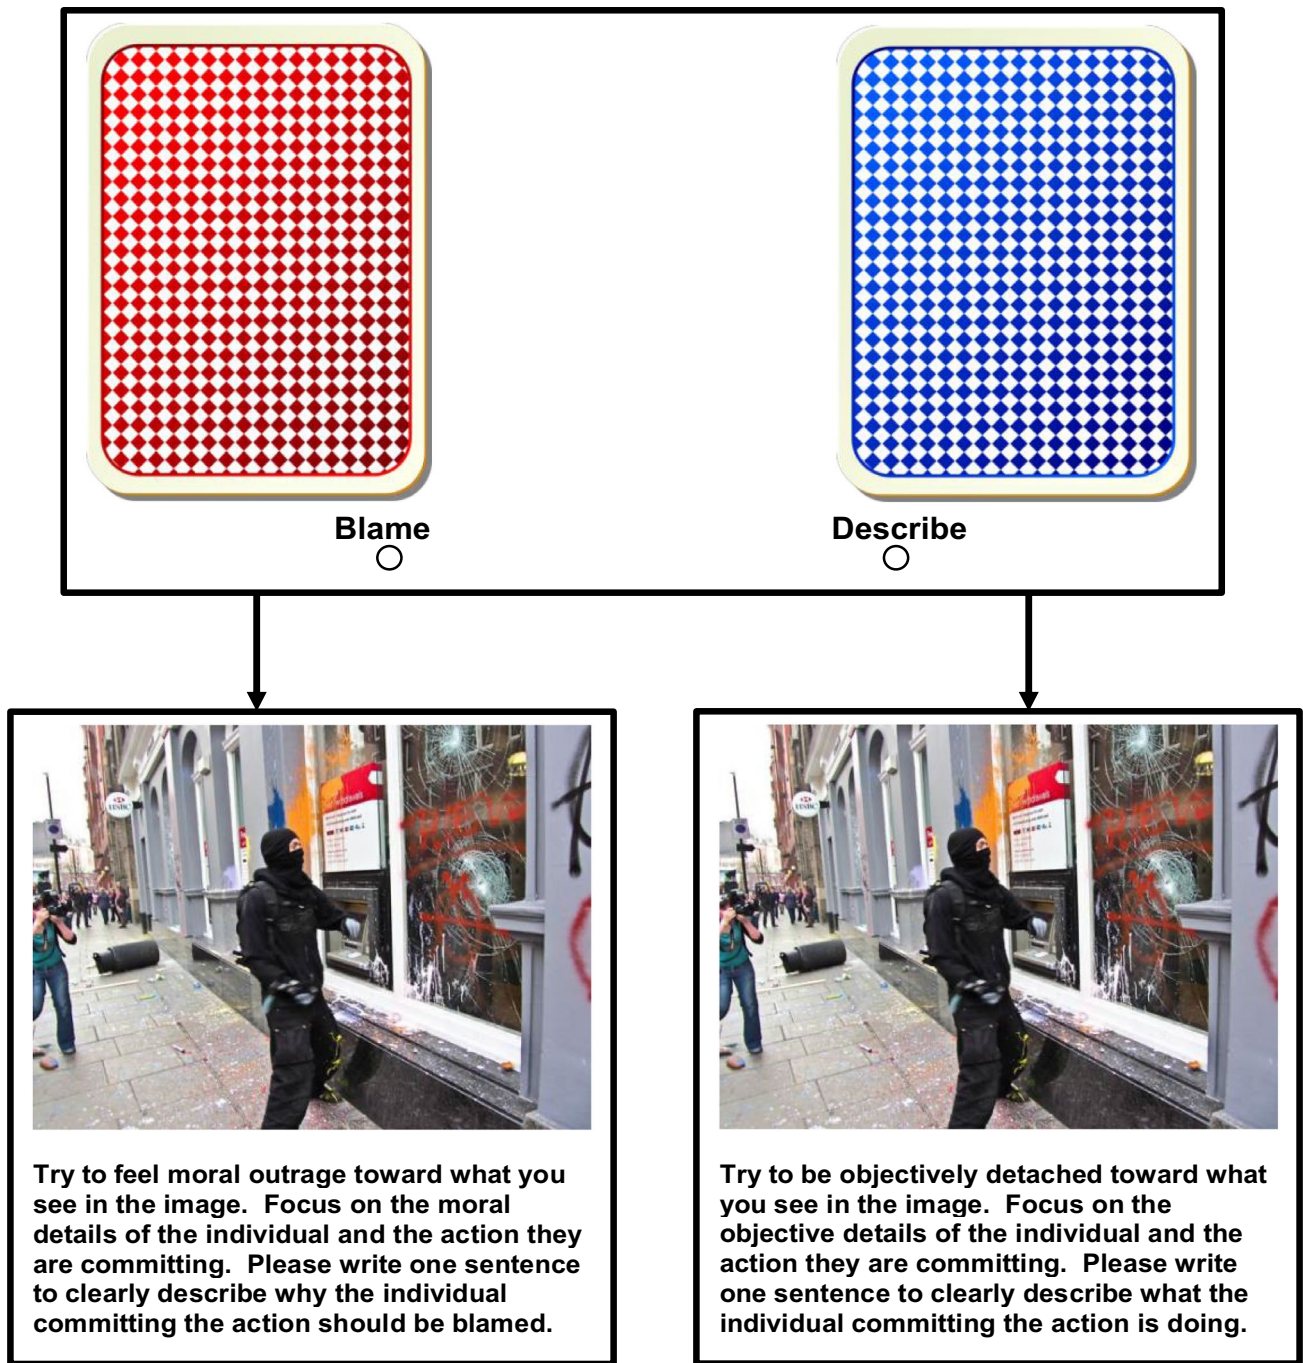 Blame
Describe
HSBC
HSBC
Try to feel moral outrage toward what you
see in the image.  Focus on the moral
details of the individual and the action they
are committing.  Please write one sentence
to clearly describe why the individual
committing the action should be blamed.
Try to be objectively detached toward what
you see in the image.  Focus on the
objective details of the individual and the
action they are committing.  Please write
one sentence to clearly describe what the
individual committing the action is doing.